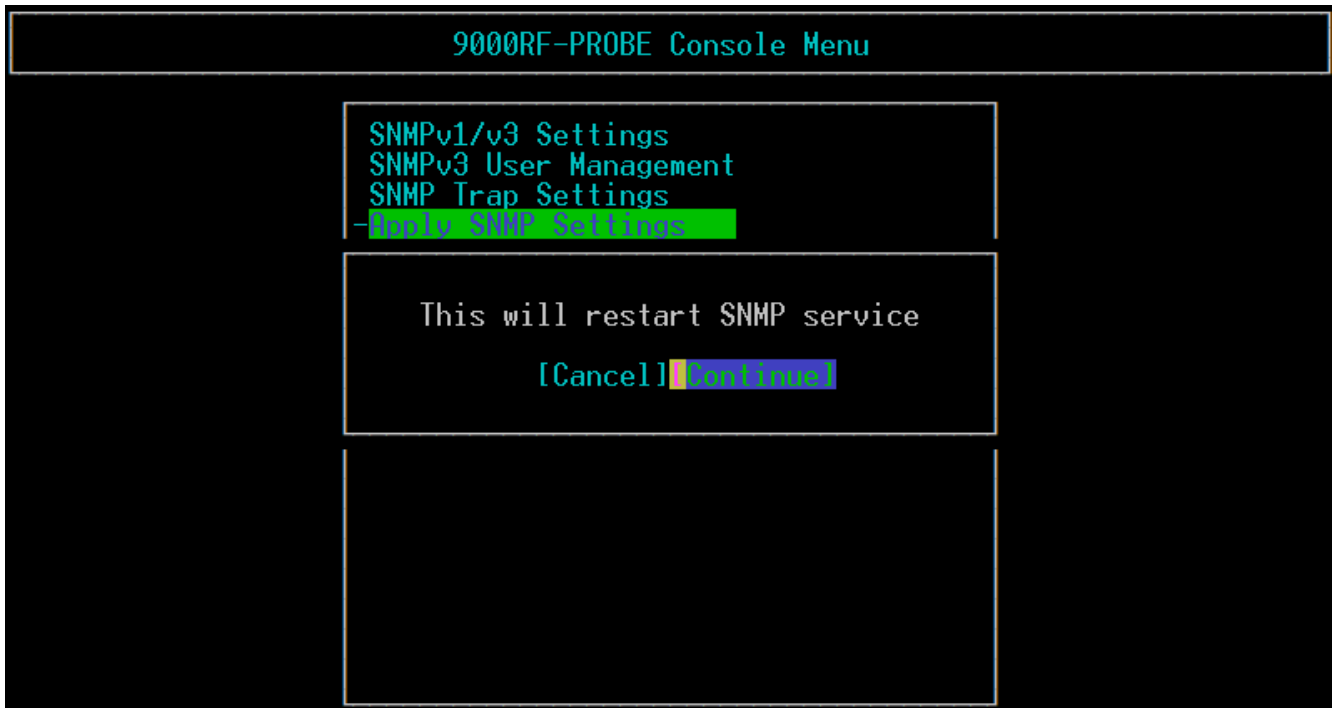 9000RF-PROBE Console Menu
SNMPv1/v3 Settings
SNMPv3 User Management
SNMP Trap Settings
-Apply SNMP Settings
This will restart SNMP service
[Cancel][Continue]